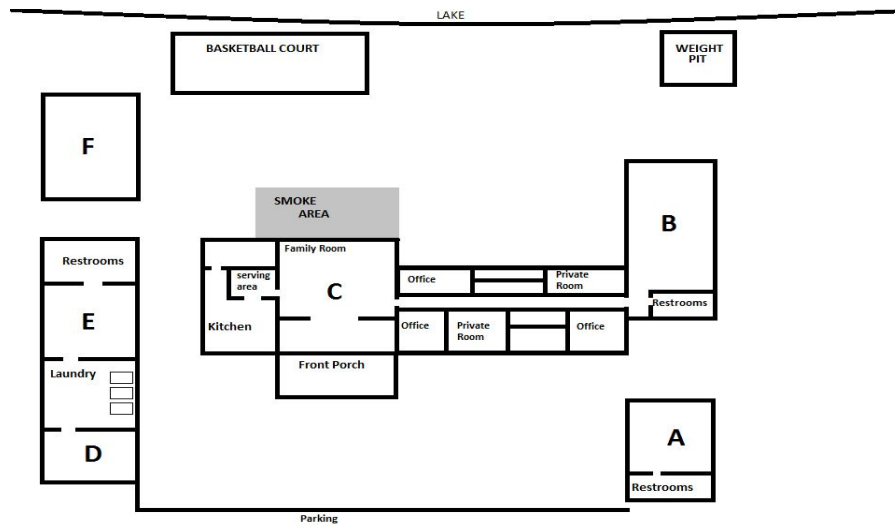 LAKE
BASKETBALL COURT
WEIGHT
PIT
F
B
SMOKE
AREA
Family Room
Restrooms
serving
area
C
Office
Private
Room
Restrooms
E
Kitchen
Office
Private
Room
Office
Front Porch
Laundry
A
D
Restrooms
Parking